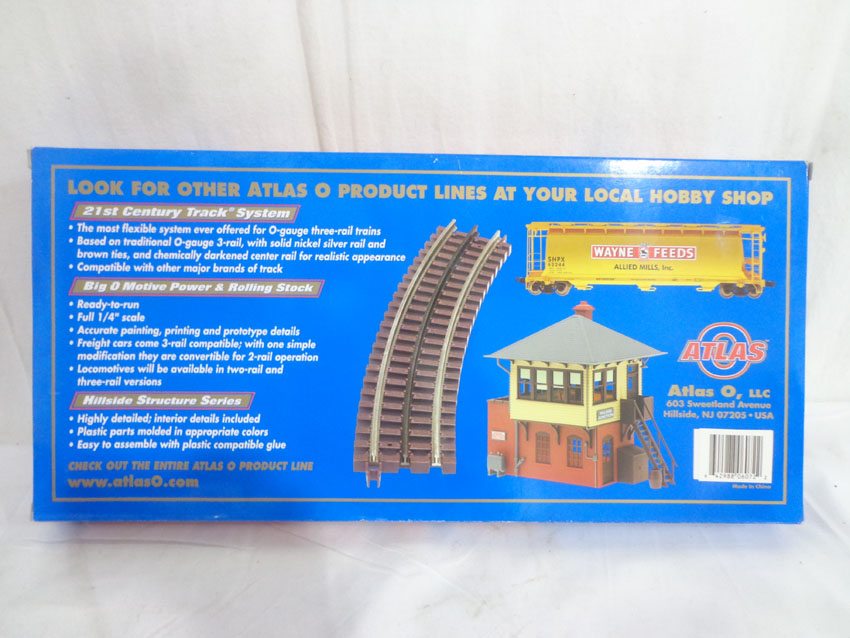 LOOK FOR OTHER ATLAS O PRODUCT LINES AT YOUR LOCAL HOBBY SHOP
21st Century Track® System
• The most flexible system ever offered for O-gauge three-rail trains
• Based on traditional O-gauge 3-rail, with solid nickel silver rail and
brown ties, and chemically darkened center rail for realistic appearance
• Compatible with other major brands of track
Big O Motive Power & Rolling Stock
• Ready-to-run
• Full 1/4" scale
• Accurate painting, printing and prototype details
• Freight cars come 3-rail compatible; with one simple
modification they are convertible for 2-rail operation
• Locomotives will be available in two-rail and
three-rail versions
Hillside Structure Series
• Highly detailed; interior details included
• Plastic parts molded in appropriate colors
• Easy to assemble with plastic compatible glue
CHECK OUT THE ENTIRE ATLAS O PRODUCT LINE
www.atlasO.com
SHPX
WAYNE FEEDS
ALLIED MILLS, Inc.
ATLAS
O
Atlas O, LLC
603 Sweetland Avenue
Hillside, NJ 07205 • USA
Made in China